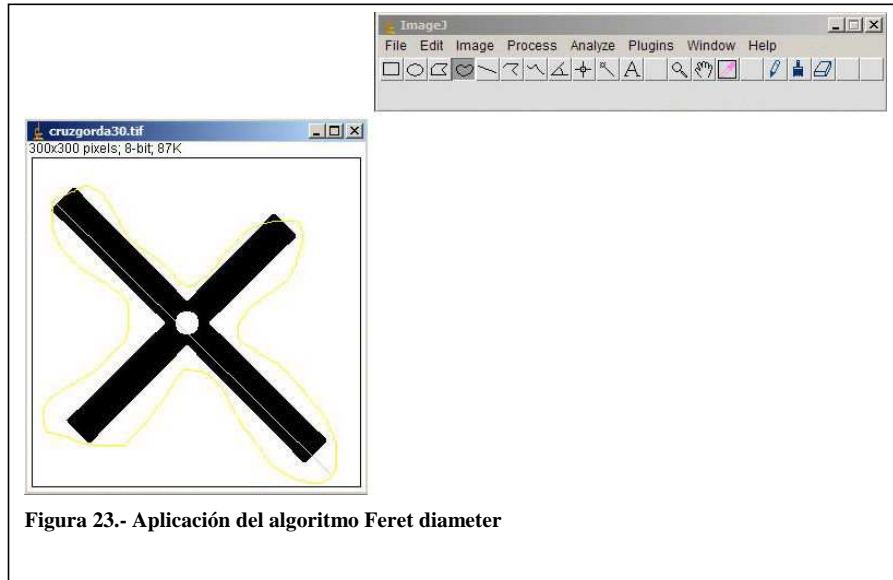 ImageJ
File Edit Image Process Analyze Plugins Window Help
A
cruzgorda30.tif
300x300 pixels; 8-bit; 87K
Figura 23.- Aplicación del algoritmo Feret diameter